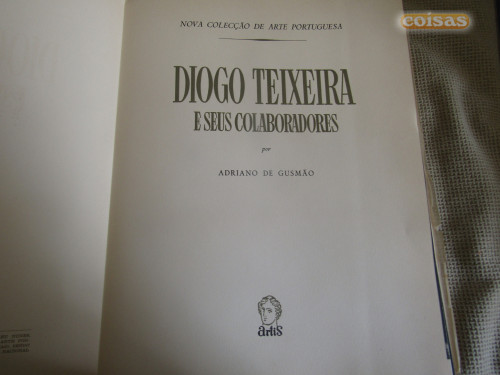 coisas
NOVA COLECÇÃO DE ARTE PORTUGUESA
DIOGO TEIXEIRA
E SEUS COLABORADORES
por
ADRIANO DE GUSMÃO
artis